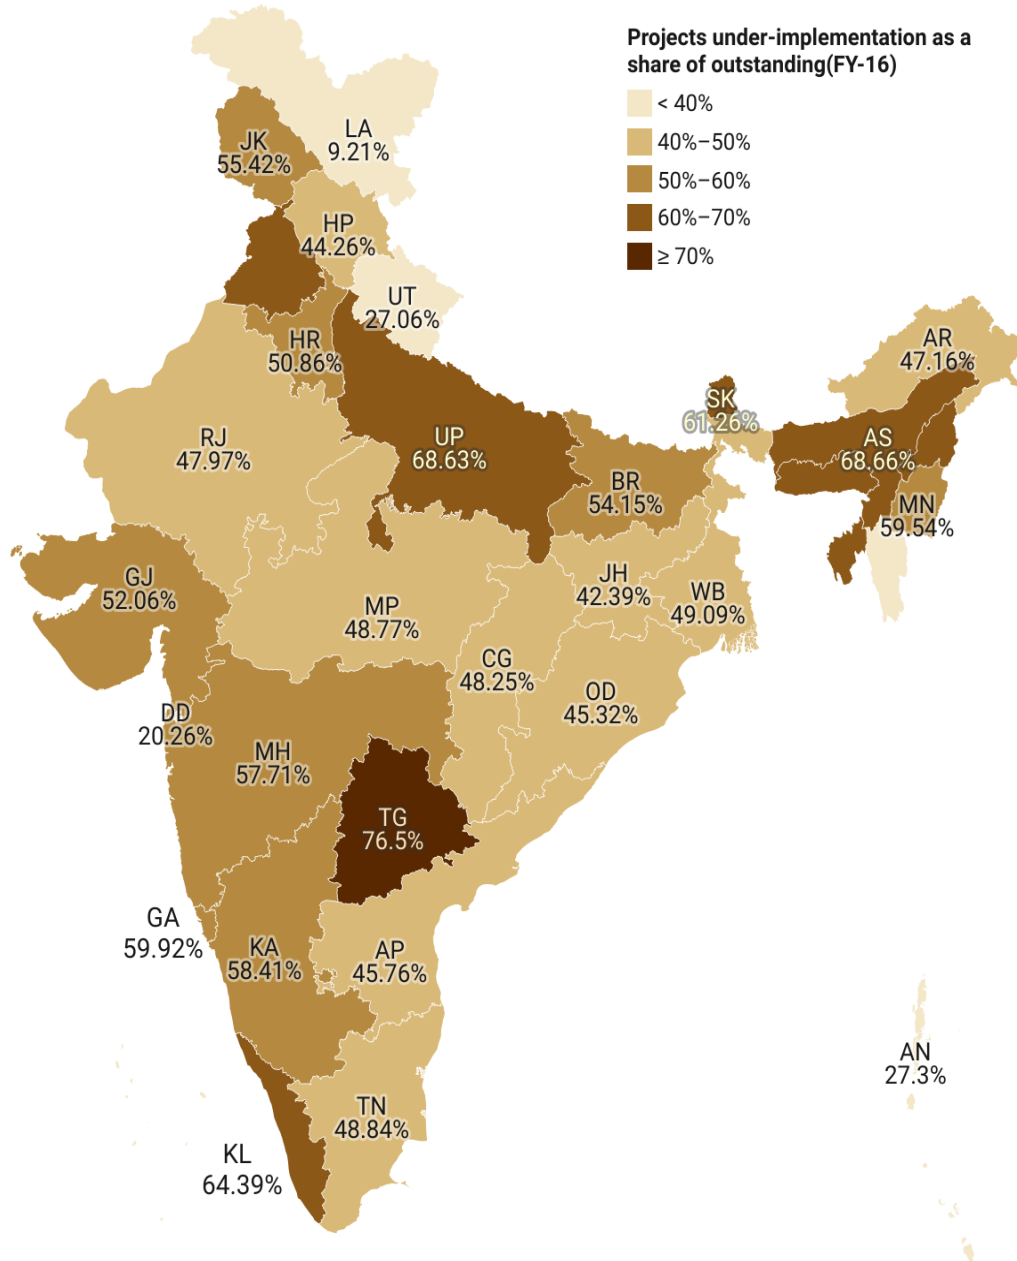 Projects under-implementation as a
share of outstanding(FY-16)
< 40%
40%–50%
50%–60%
60%–70%
≥ 70%
LA
9.21%
JK
55.42%
HP
44.26%
UT
27.06%
HR
50.86%
AR
47.16%
SK
61.26%
RJ
47.97%
UP
68.63%
AS
68.66%
BR
54.15%
MN
59.54%
GJ
52.06%
JH
42.39%
WB
49.09%
MP
48.77%
CG
48.25%
OD
45.32%
DD
20.26%
MH
57.71%
TG
76.5%
GA
59.92%
KA
58.41%
AP
45.76%
AN
27.3%
TN
48.84%
KL
64.39%